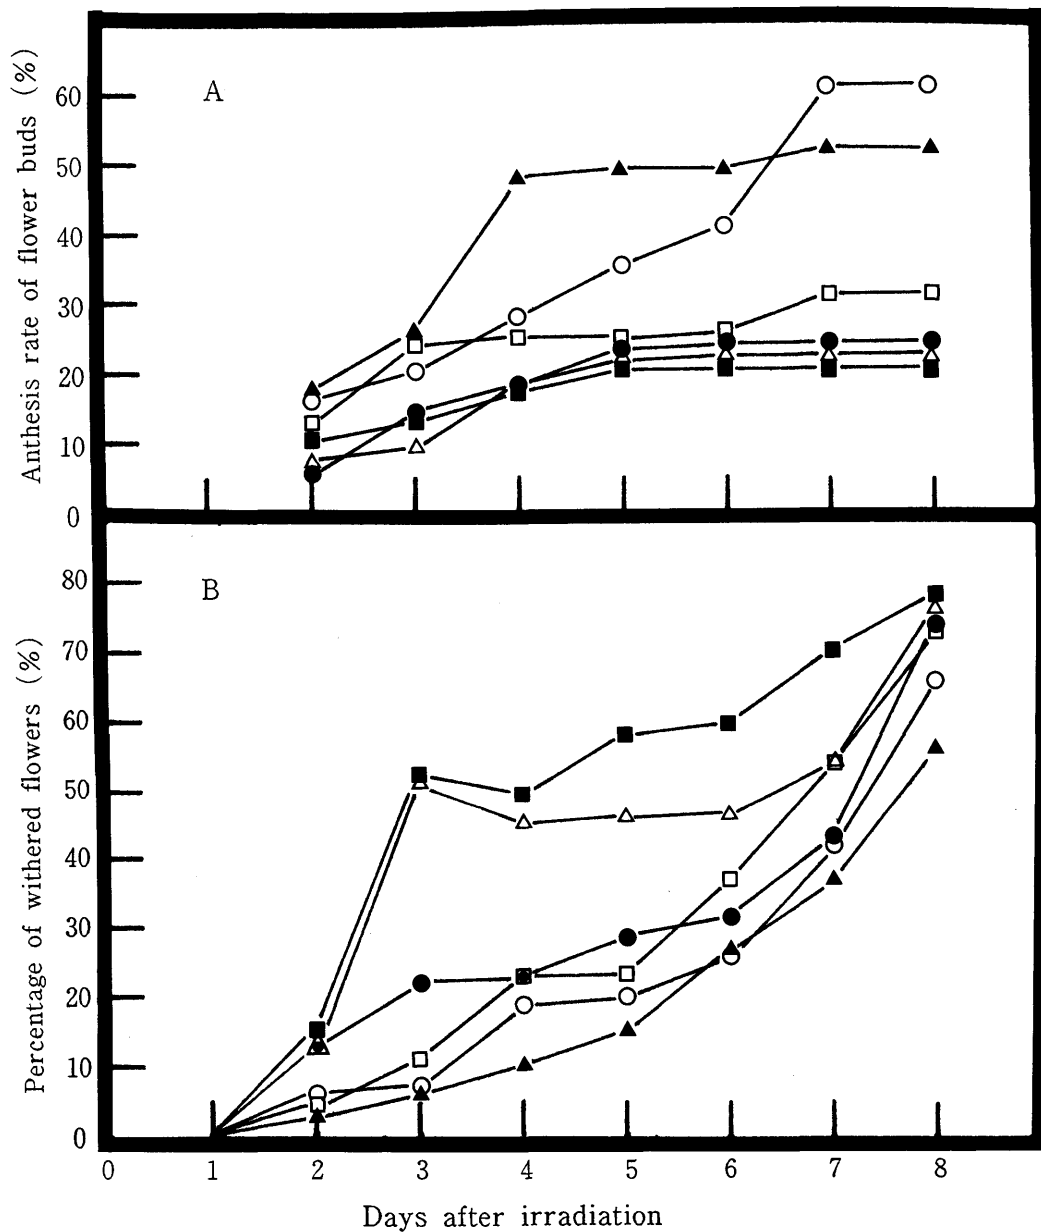 Anthesis rate of flower buds (%)
A
60
50
40
30
20
10
0
Percentage of withered flowers (%)
B
80
70
60
50
40
30
20
10
0
0 1 2 3 4 5 6 7 8
Days after irradiation